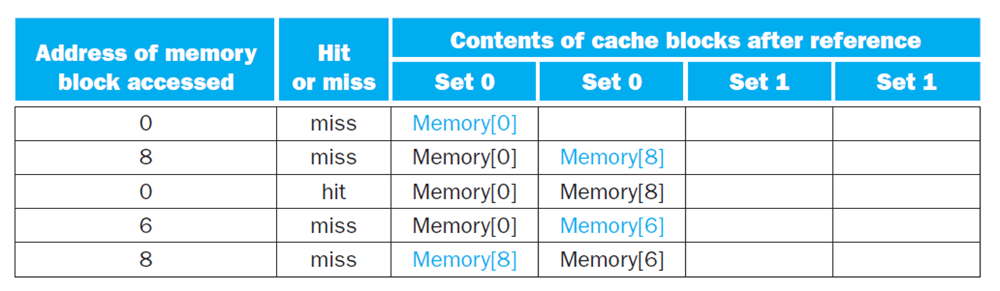 Address of memory block accessed | Hit or miss | Contents of cache blocks after reference
Set 0 | Set 0 | Set 1 | Set 1
0 | miss | Memory[0] | | |
8 | miss | Memory[0] | Memory[8] | |
0 | hit | Memory[0] | Memory[8] | |
6 | miss | Memory[0] | Memory[6] | |
8 | miss | Memory[8] | Memory[6] | |